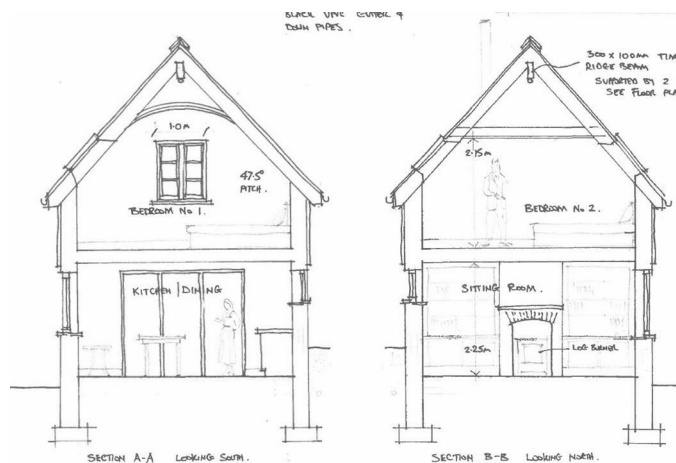 BLACK UPVC GUTTER &
DOWN PIPES.
300 x 100mm
RIDGE BEAM
SUPPORTED BY 2
SEE FLOOR
1.0m
47.5°
PITCH.
BEDROOM No 1.
KITCHEN | DINING
SECTION A-A LOOKING SOUTH.
2.15m
BEDROOM No 2.
SITTING ROOM.
2.25m
LOG BURNER
SECTION B-B LOOKING NORTH.